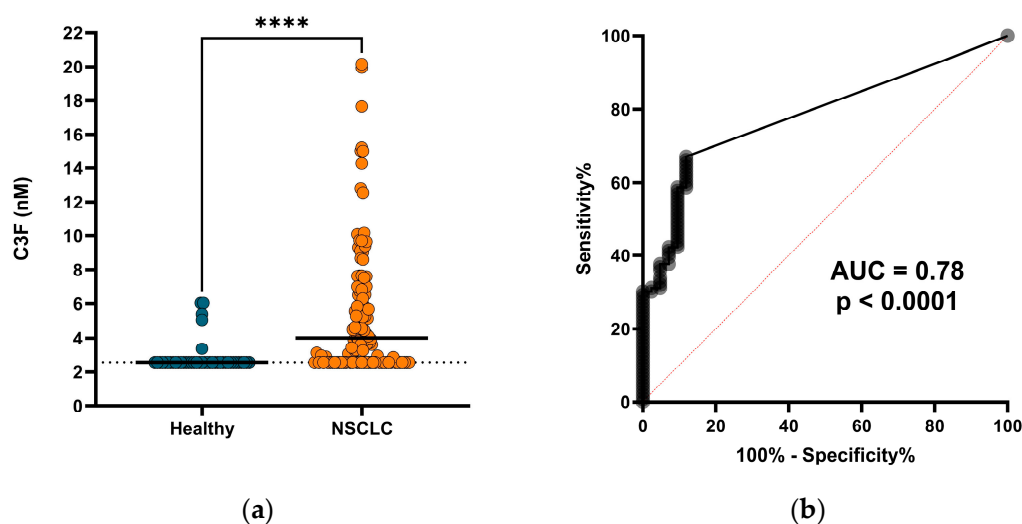 ****
C3F (nM)
22
20
18
16
14
12
10
8
6
4
2
0
Healthy
NSCLC
(a)
Sensitivity%
100
80
60
40
20
0
AUC = 0.78
p < 0.0001
0
20
40
60
80
100
100% - Specificity%
(b)